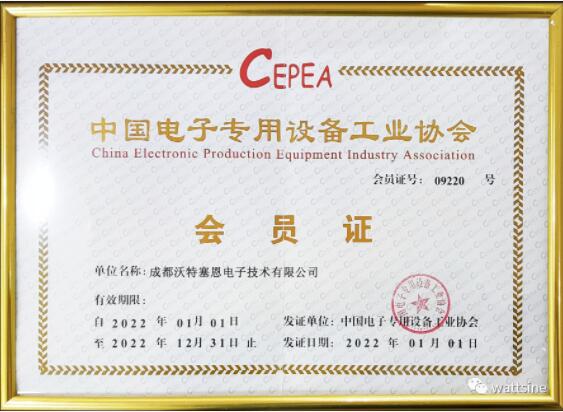 CEPEA
中国电子专用设备工业协会
China Electronic Production Equipment Industry Association
会员证号: 09220 号
会员证
单位名称: 成都沃特塞恩电子技术有限公司
有效期限:
自 2022 年 01月 01日
至 2022 年 12月 31日 止
发证单位: 中国电子专用设备工业协会
发证日期: 2022 年 01月 01日
wattsine